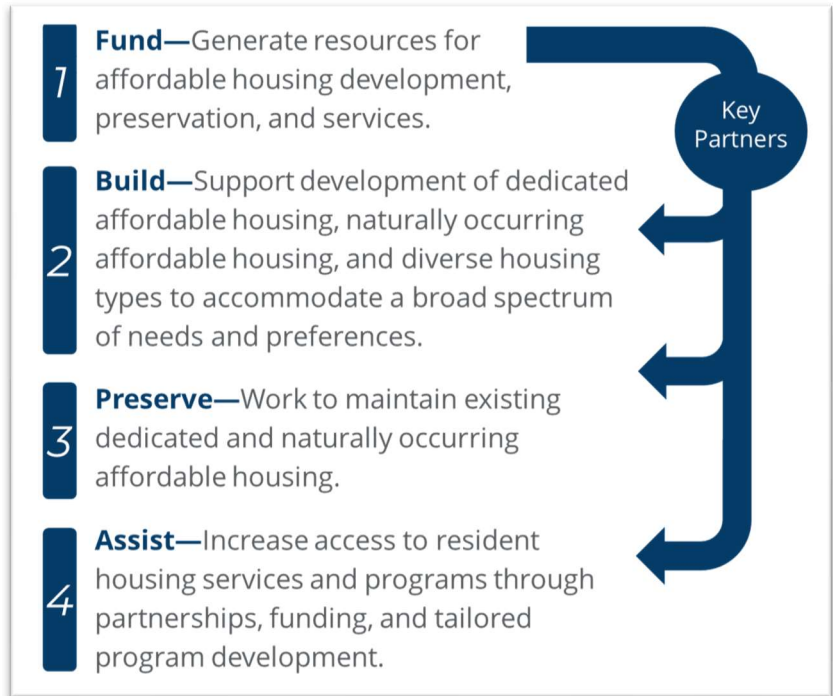 1
Fund—Generate resources for
affordable housing development,
preservation, and services.
Key
Partners
2
Build—Support development of dedicated
affordable housing, naturally occurring
affordable housing, and diverse housing
types to accommodate a broad spectrum
of needs and preferences.
3
Preserve—Work to maintain existing
dedicated and naturally occurring
affordable housing.
4
Assist—Increase access to resident
housing services and programs through
partnerships, funding, and tailored
program development.